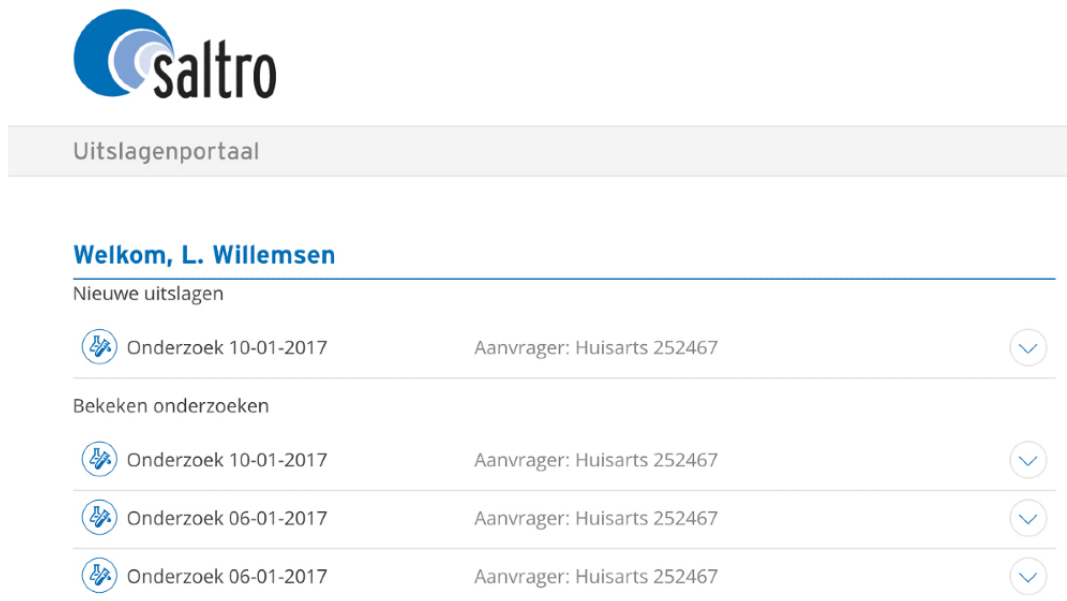 saltro
Uitslagenportaal
Welkom, L. Willemsen
Nieuwe uitslagen
Onderzoek 10-01-2017 Aanvrager: Huisarts 252467
Bekeken onderzoeken
Onderzoek 10-01-2017 Aanvrager: Huisarts 252467
Onderzoek 06-01-2017 Aanvrager: Huisarts 252467
Onderzoek 06-01-2017 Aanvrager: Huisarts 252467